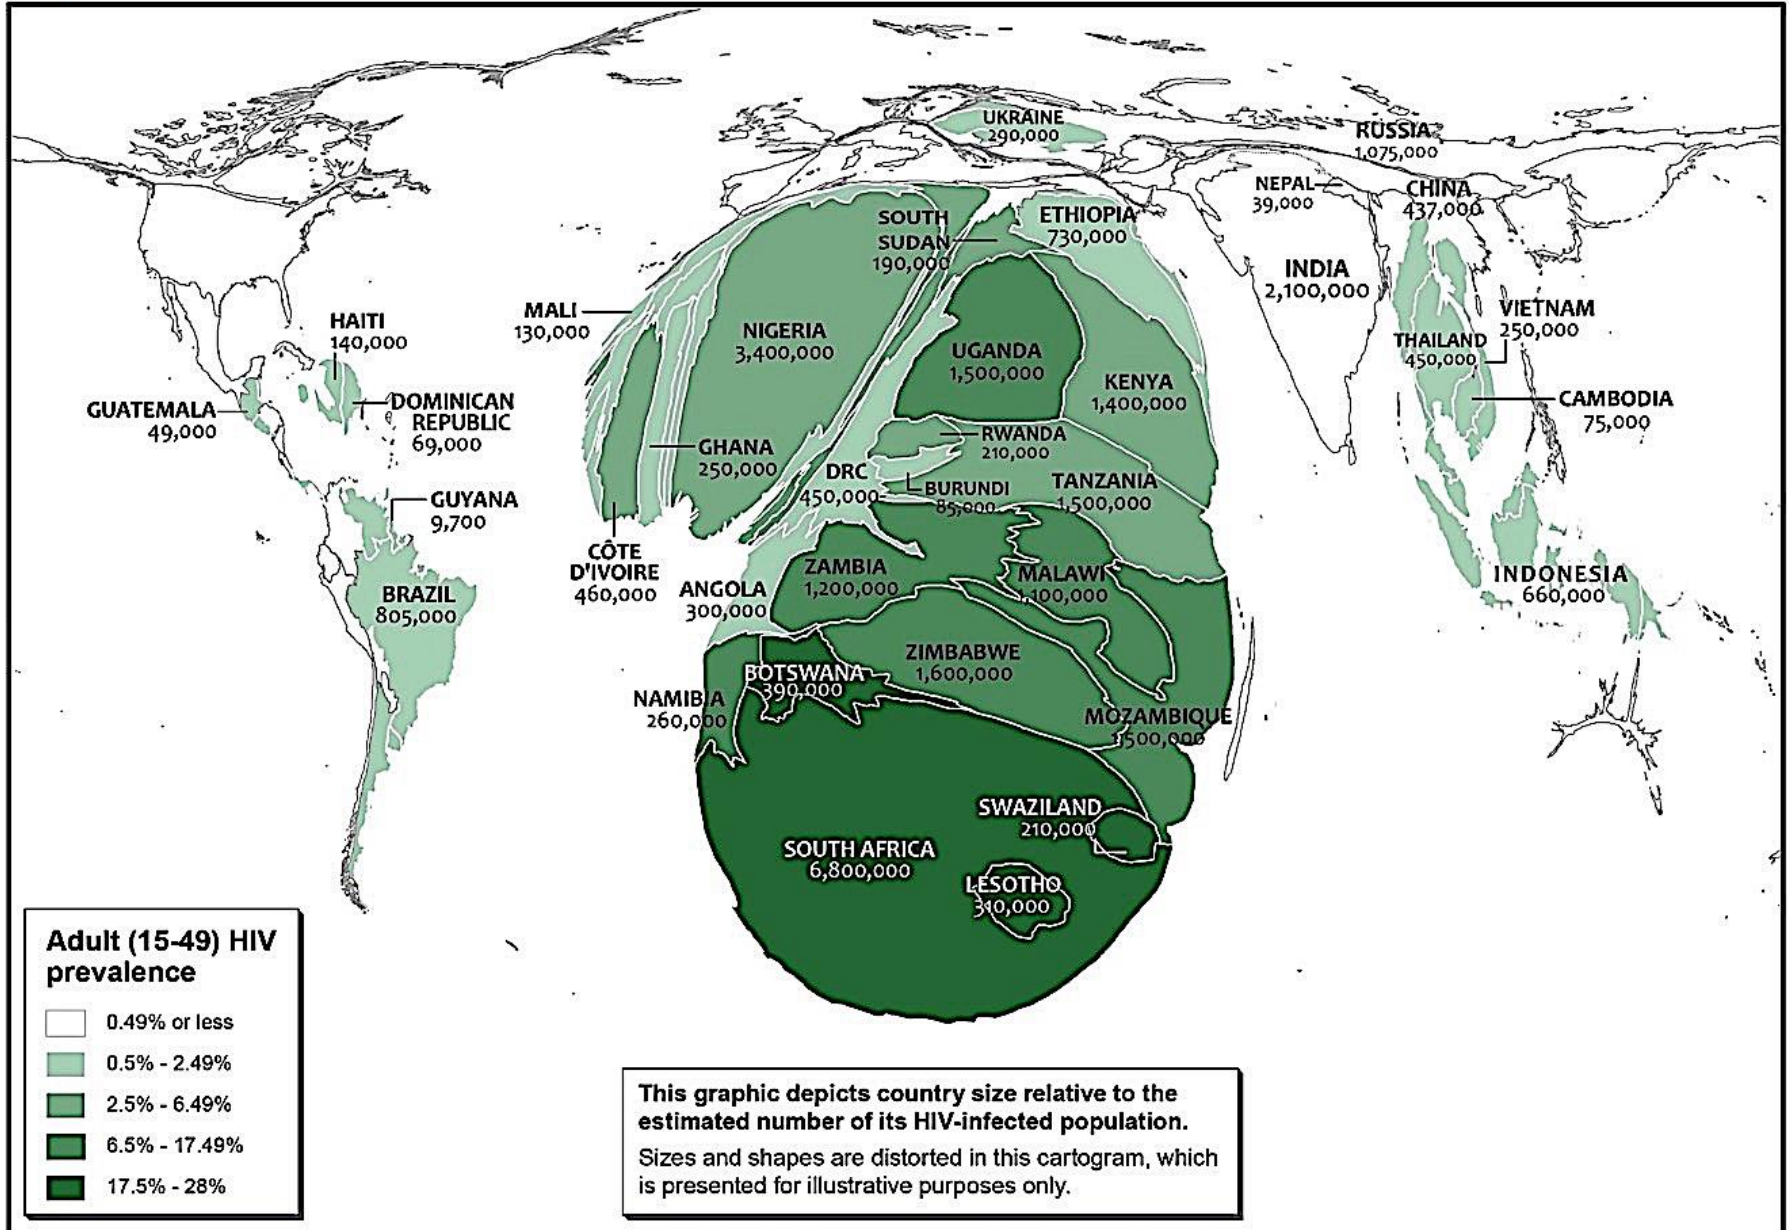 UKRAINE
290,000
RUSSIA
1,075,000
NEPAL
39,000
CHINA
437,000
SOUTH
SUDAN
190,000
ETHIOPIA
730,000
INDIA
2,100,000
MALI
130,000
HAITI
140,000
NIGERIA
3,400,000
UGANDA
1,500,000
VIETNAM
250,000
THAILAND
450,000
KENYA
1,400,000
GUATEMALA
49,000
DOMINICAN
REPUBLIC
69,000
CAMBODIA
75,000
GHANA
250,000
RWANDA
210,000
DRC
450,000
BURUNDI
85,000
TANZANIA
1,500,000
GUYANA
9,700
CÔTE
D'IVOIRE
460,000
ZAMBIA
1,200,000
MALAWI
1,100,000
ANGOLA
300,000
BRAZIL
805,000
INDONESIA
660,000
ZIMBABWE
1,600,000
BOTSWANA
390,000
NAMIBIA
260,000
MOZAMBIQUE
1,500,000
SWAZILAND
210,000
SOUTH AFRICA
6,800,000
LESOTHO
310,000
Adult (15-49) HIV
prevalence
0.49% or less
0.5% - 2.49%
2.5% - 6.49%
6.5% - 17.49%
17.5% - 28%
This graphic depicts country size relative to the
estimated number of its HIV-infected population.
Sizes and shapes are distorted in this cartogram, which
is presented for illustrative purposes only.